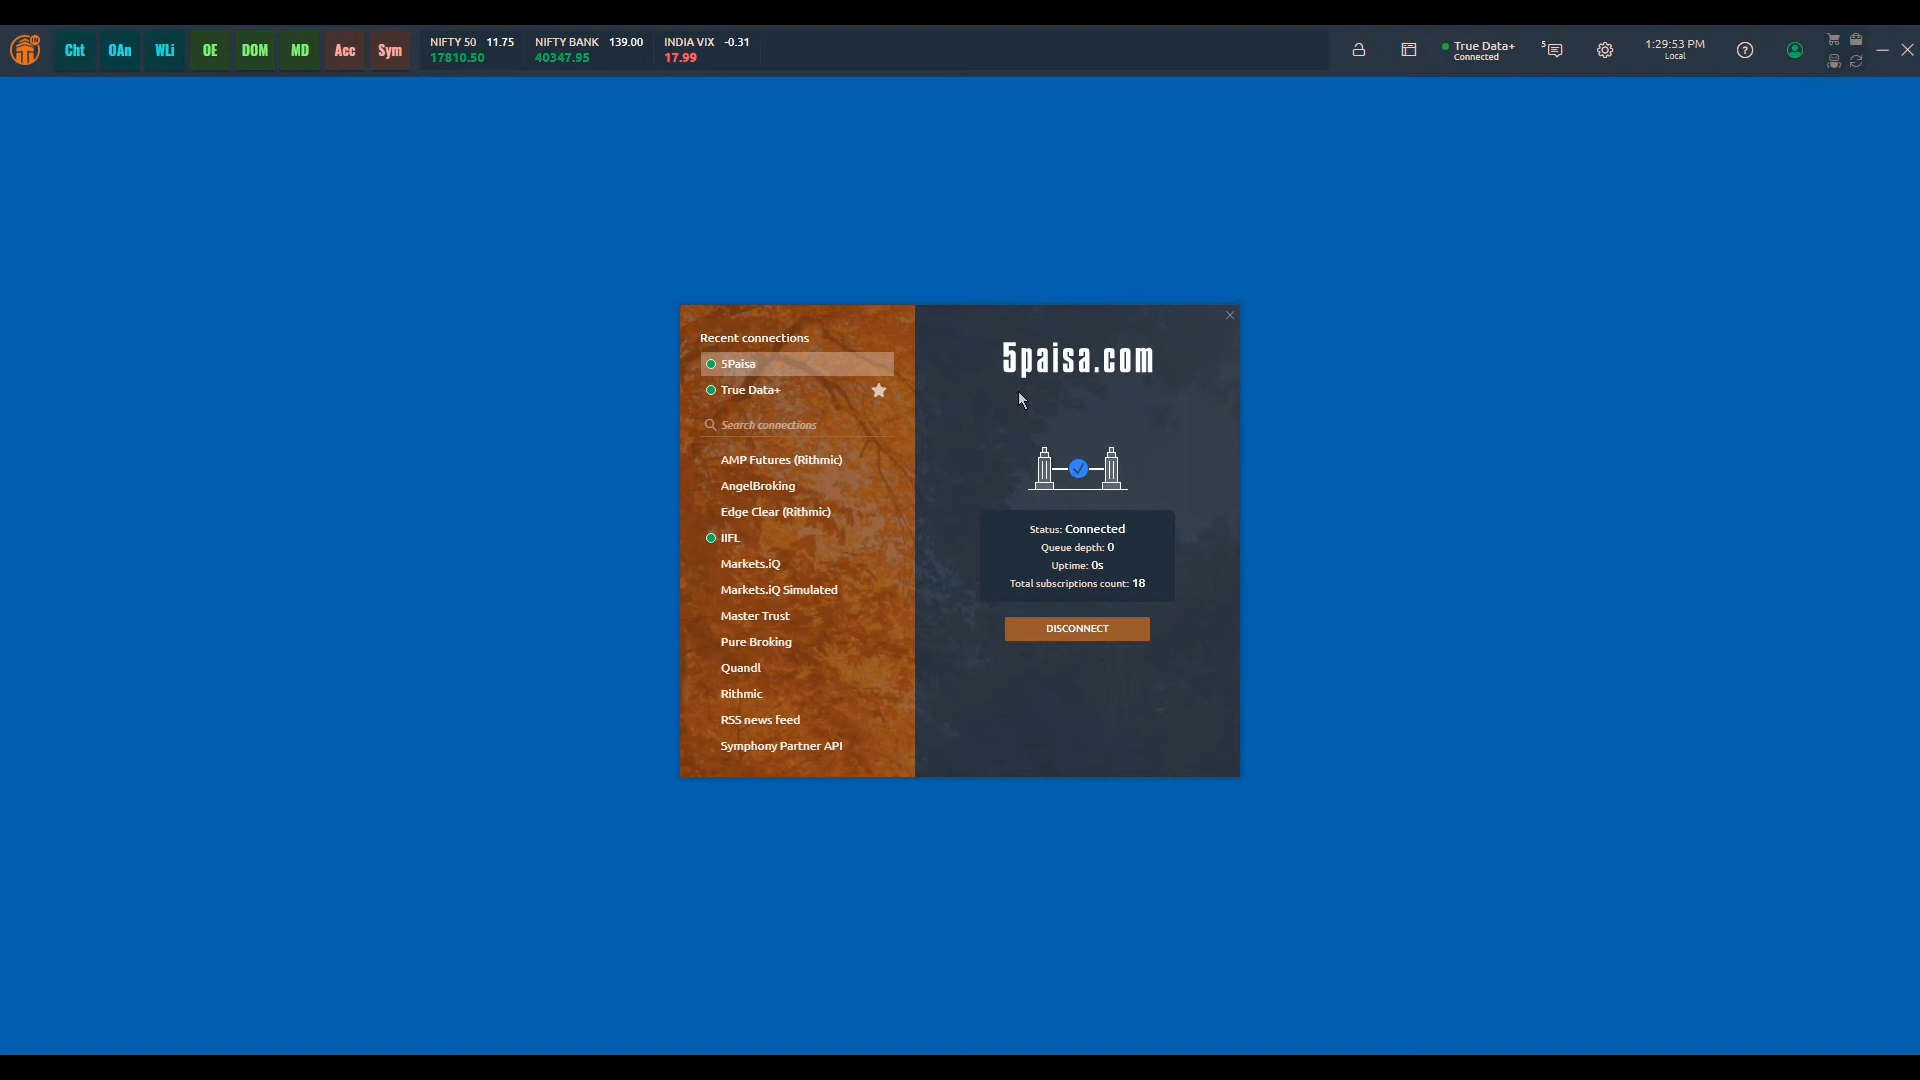 IN
Cht OAn WLi OE DOM MD Acc Sym
NIFTY 50 11.75 NIFTY BANK 139.00 INDIA VIX -0.31
17810.50 40347.95 17.99
True Data+
Connected
5
1:29:53 PM
Local
Recent connections
5Paisa
True Data+
Search connections
AMP Futures (Rithmic)
AngelBroking
Edge Clear (Rithmic)
IIFL
Markets.iQ
Markets.iQ Simulated
Master Trust
Pure Broking
Quandl
Rithmic
RSS news feed
Symphony Partner API
5paisa.com
Status: Connected
Queue depth: 0
Uptime: 0s
Total subscriptions count: 18
DISCONNECT